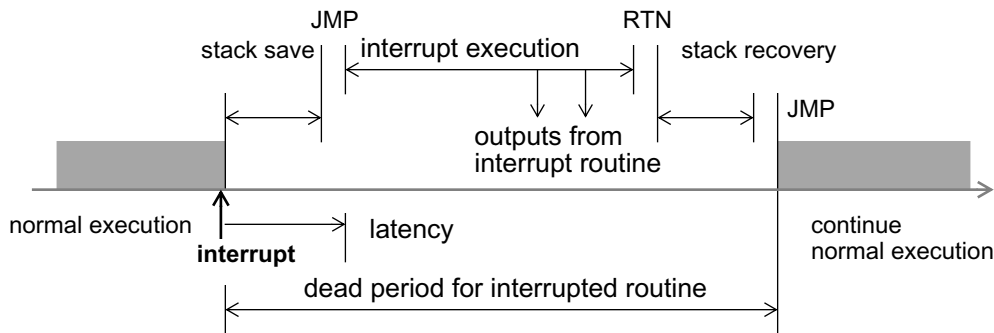 JMP
RTN
stack save
interrupt execution
stack recovery
JMP
outputs from
interrupt routine
normal execution
latency
continue
normal execution
interrupt
dead period for interrupted routine